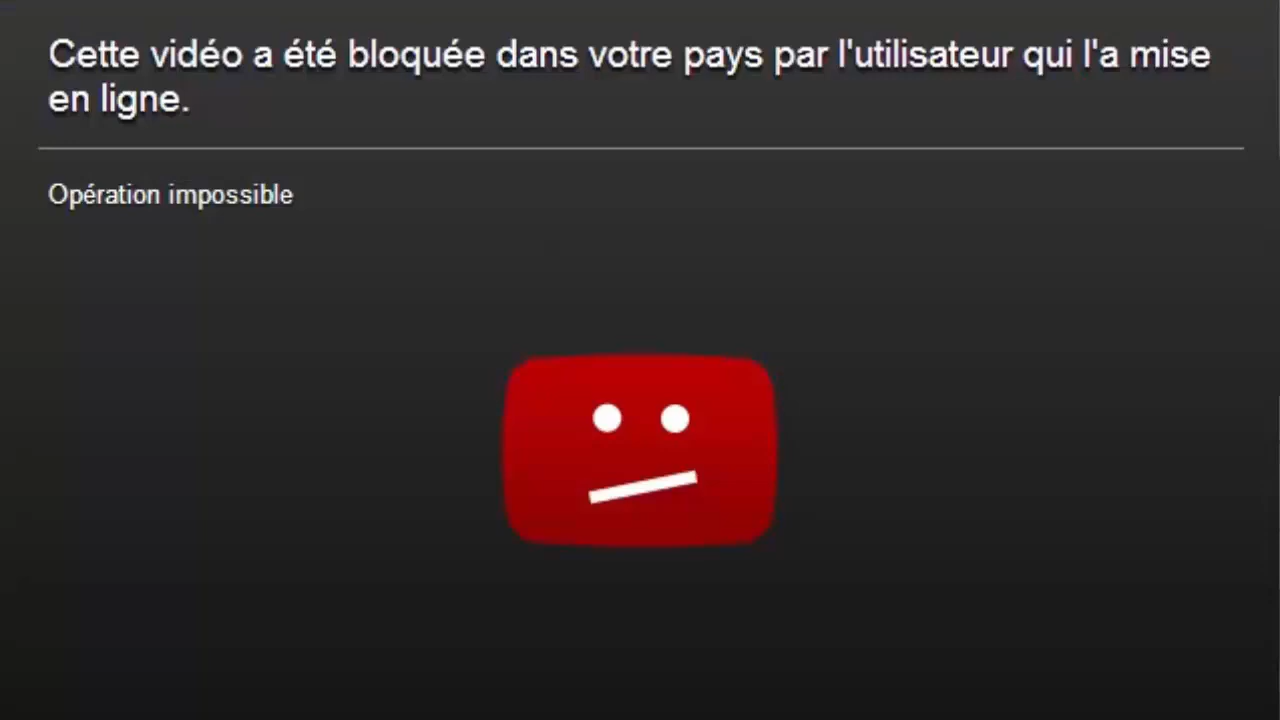 Cette vidéo a été bloquée dans votre pays par l'utilisateur qui l'a mise
en ligne.
Opération impossible